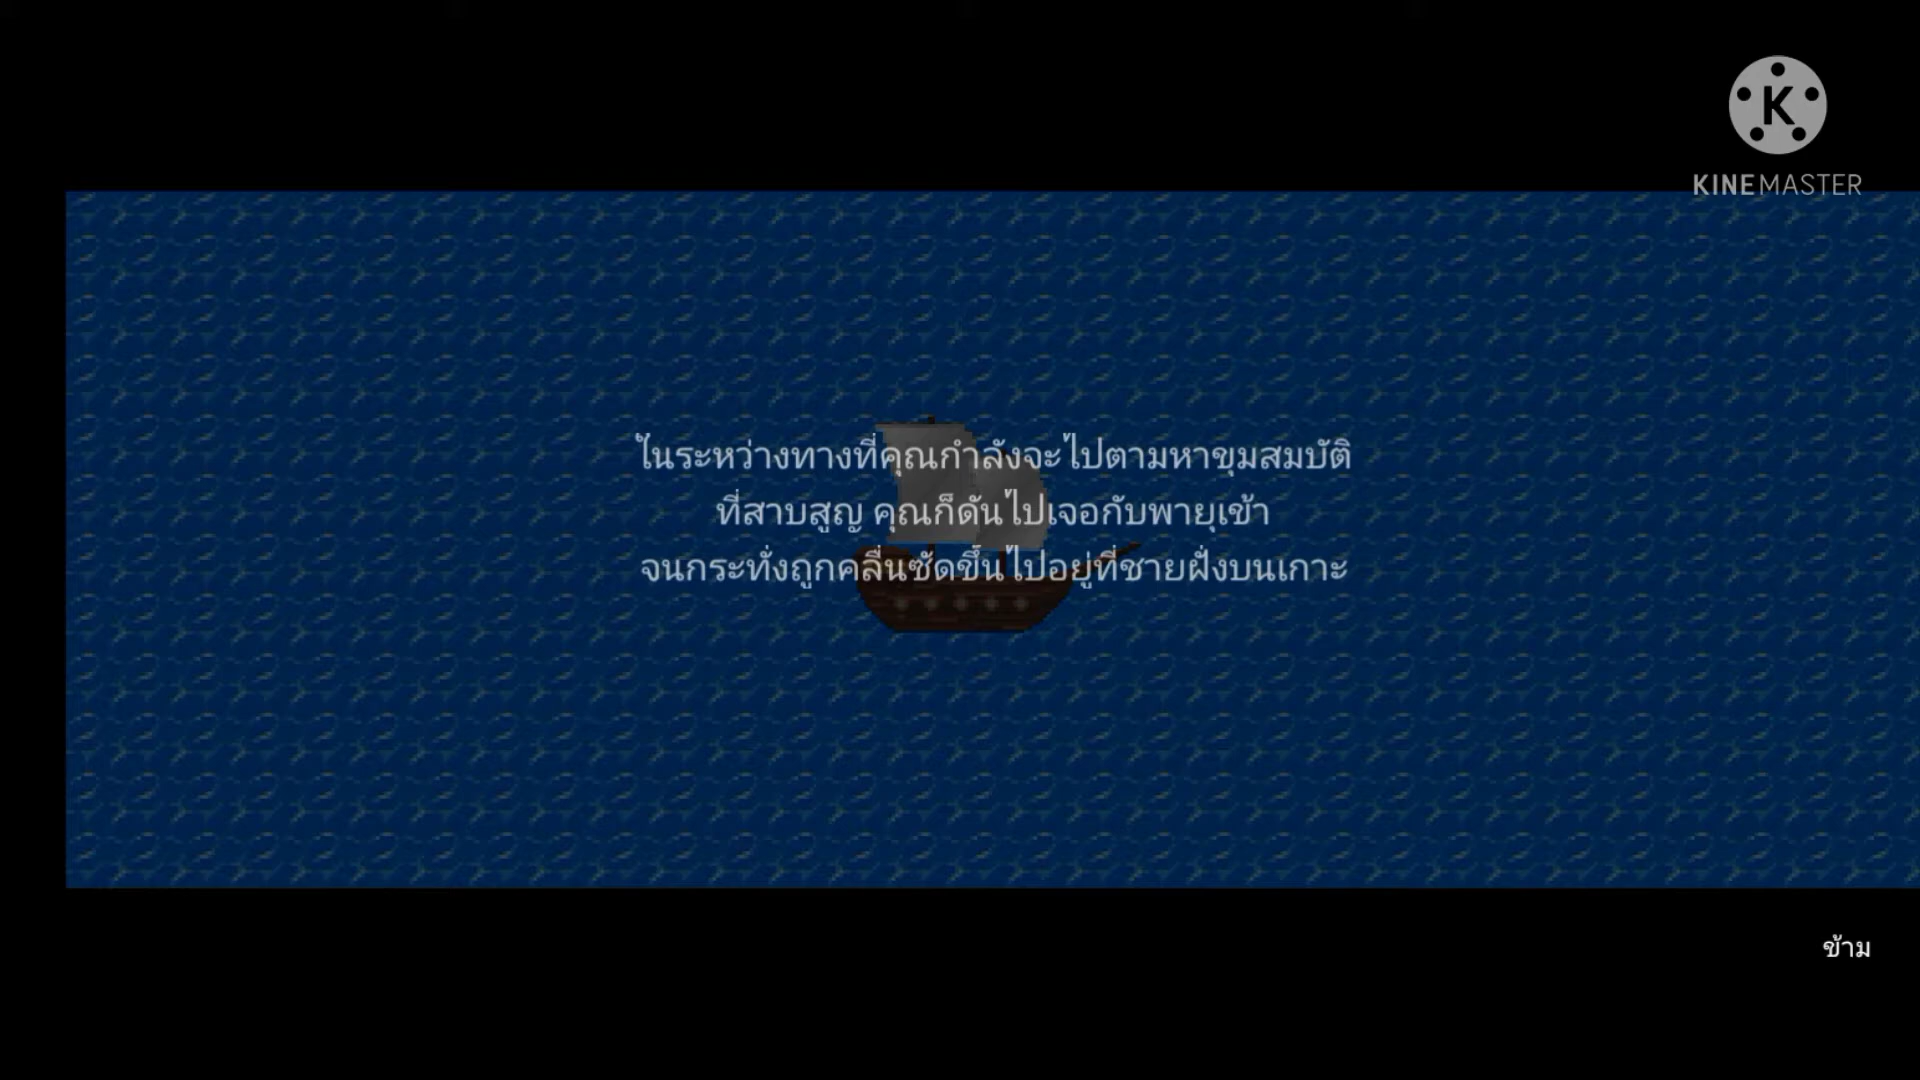 K
KINEMASTER
ในระหว่างทางที่คุณกำลังจะไปตามหาขุมสมบัติ
ที่สาบสูญ คุณก็ดันไปเจอกับพายุเข้า
จนกระทั่งถูกคลื่นซัดขึ้นไปอยู่ที่ชายฝั่งบนเกาะ
ข้าม